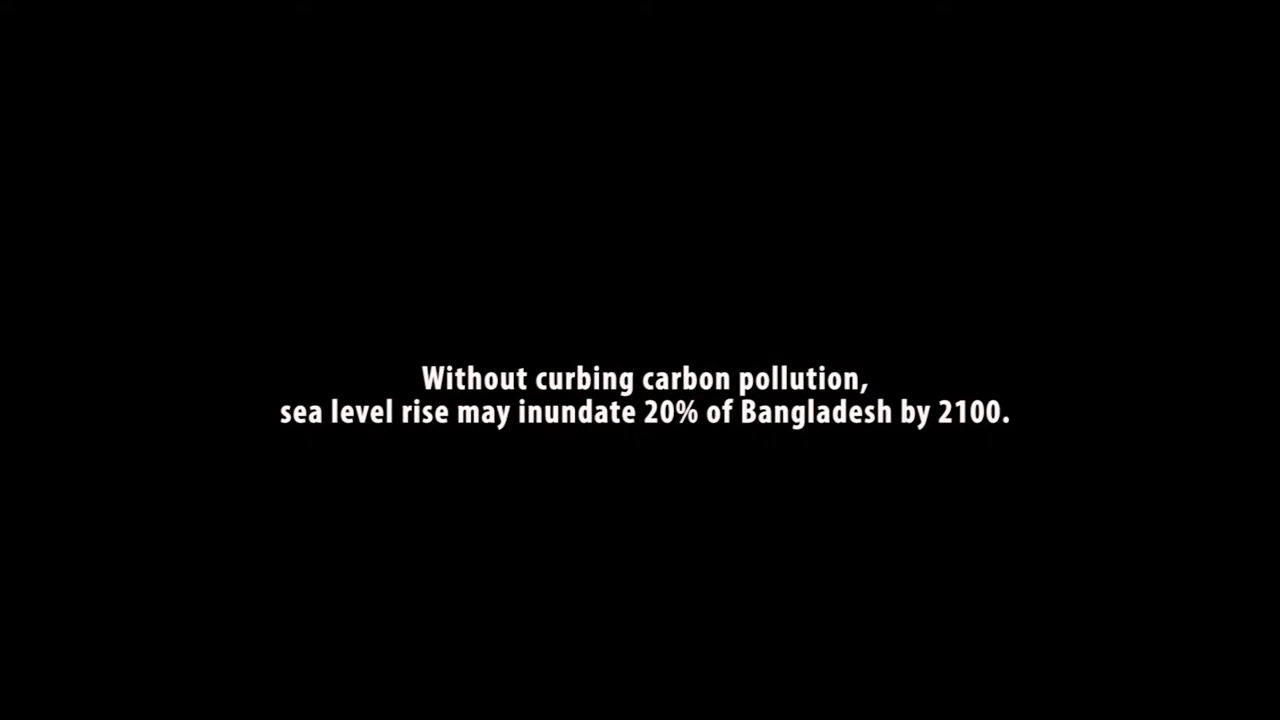 Without curbing carbon pollution,
sea level rise may inundate 20% of Bangladesh by 2100.